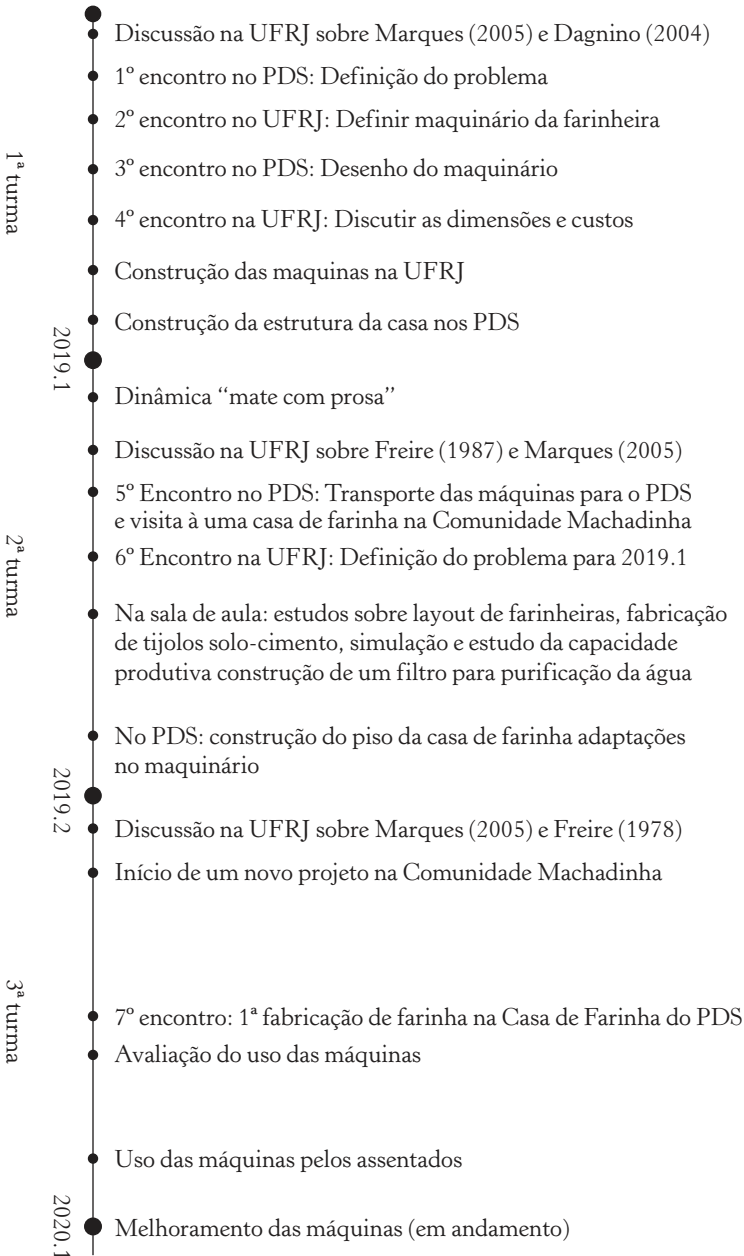 Discussão na UFRJ sobre Marques (2005) e Dagnino (2004)
1º encontro no PDS: Definição do problema
2º encontro no UFRJ: Definir maquinário da farinheira
3º encontro no PDS: Desenho do maquinário
1ª turma
4º encontro na UFRJ: Discutir as dimensões e custos
Construção das maquinas na UFRJ
Construção da estrutura da casa nos PDS
2019.1
Dinâmica “mate com prosa”
Discussão na UFRJ sobre Freire (1987) e Marques (2005)
5º Encontro no PDS: Transporte das máquinas para o PDS
e visita à uma casa de farinha na Comunidade Machadinha
6º Encontro na UFRJ: Definição do problema para 2019.1
2ª turma
Na sala de aula: estudos sobre layout de farinheiras, fabricação
de tijolos solo-cimento, simulação e estudo da capacidade
produtiva construção de um filtro para purificação da água
No PDS: construção do piso da casa de farinha adaptações
no maquinário
2019.2
Discussão na UFRJ sobre Marques (2005) e Freire (1978)
Início de um novo projeto na Comunidade Machadinha
3ª turma
7º encontro: 1ª fabricação de farinha na Casa de Farinha do PDS
Avaliação do uso das máquinas
Uso das máquinas pelos assentados
2020.1
Melhoramento das máquinas (em andamento)